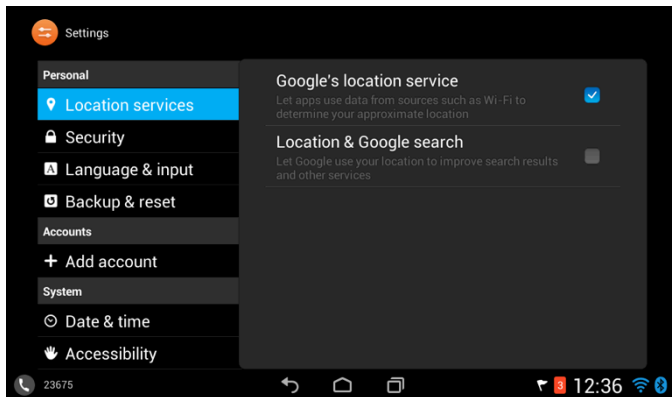 Settings
Personal
Location services
Security
A Language & input
Backup & reset
Accounts
Add account
System
Date & time
Accessibility
Google's location service
Let apps use data from sources such as Wi-Fi to
determine your approximate location
Location & Google search
Let Google use your location to improve search results
and other services
23675
3
12:36